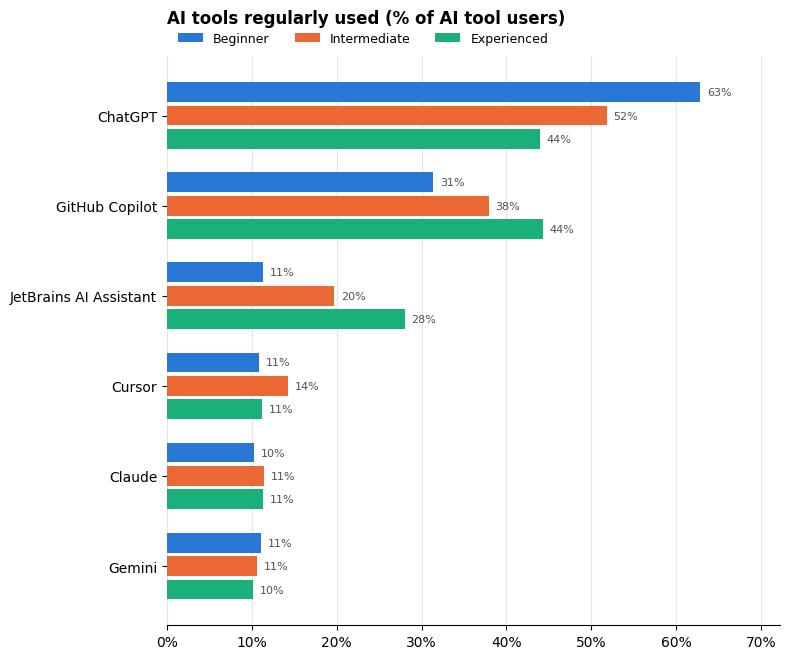 AI tools regularly used (% of AI tool users)
Beginner Intermediate Experienced
63%
ChatGPT 52%
44%
31%
GitHub Copilot 38%
44%
11%
JetBrains AI Assistant 20%
28%
11%
Cursor 14%
11%
10%
Claude 11%
11%
11%
Gemini 11%
10%
0% 10% 20% 30% 40% 50% 60% 70%